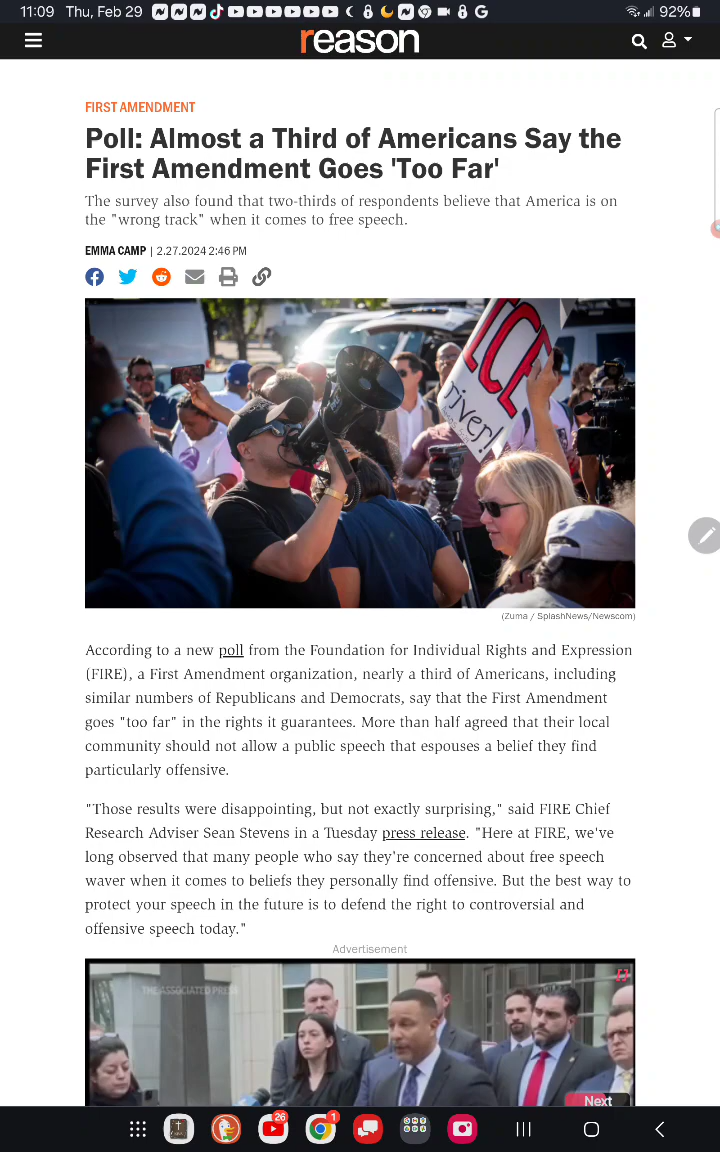 11:09 Thu, Feb 29
92%
reason
FIRST AMENDMENT
Poll: Almost a Third of Americans Say the
First Amendment Goes 'Too Far'
The survey also found that two-thirds of respondents believe that America is on
the "wrong track" when it comes to free speech.
EMMA CAMP | 2.27.2024 2:46 PM
ICE
river!
(Zuma / SplashNews/Newscom)
According to a new poll from the Foundation for Individual Rights and Expression
(FIRE), a First Amendment organization, nearly a third of Americans, including
similar numbers of Republicans and Democrats, say that the First Amendment
goes "too far" in the rights it guarantees. More than half agreed that their local
community should not allow a public speech that espouses a belief they find
particularly offensive.
"Those results were disappointing, but not exactly surprising," said FIRE Chief
Research Adviser Sean Stevens in a Tuesday press release. "Here at FIRE, we've
long observed that many people who say they're concerned about free speech
waver when it comes to beliefs they personally find offensive. But the best way to
protect your speech in the future is to defend the right to controversial and
offensive speech today."
Advertisement
THE ASSOCIATED PRESS
Next
26
1